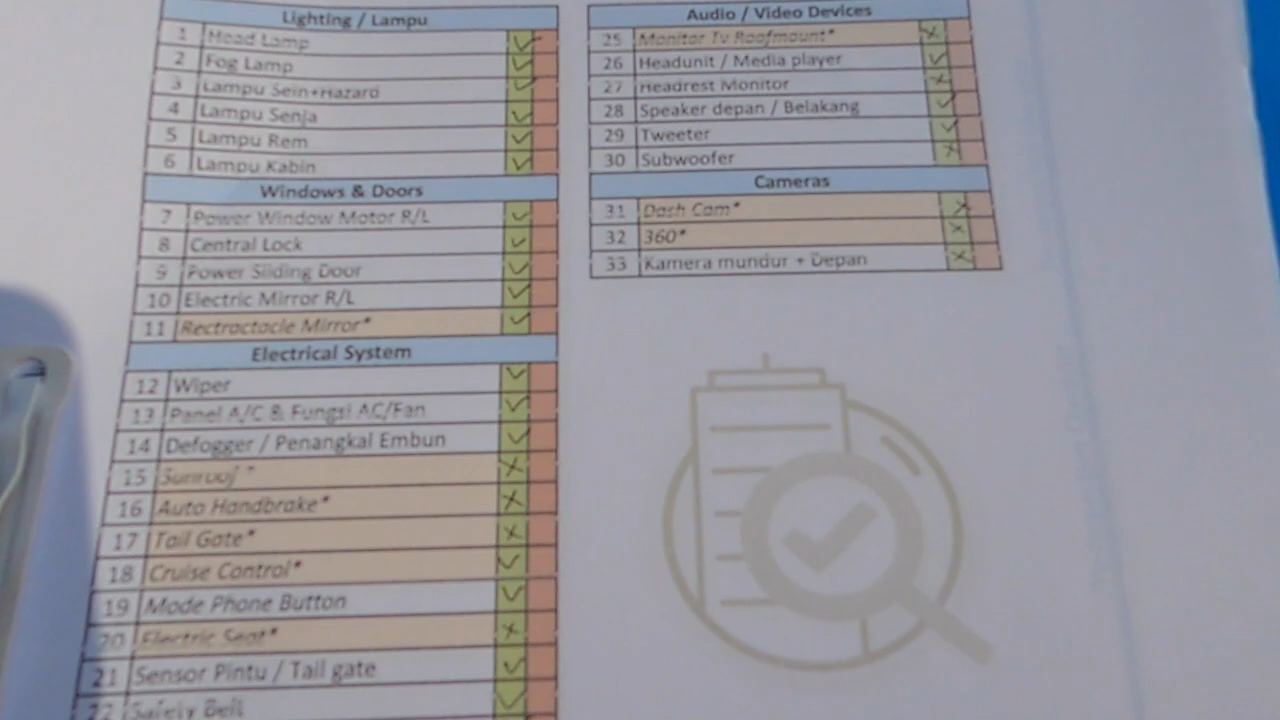 Lighting / Lampu
1 Head Lamp ✓
2 Fog Lamp ✓
3 Lampu Sein+Hazard ✓
4 Lampu Senja ✓
5 Lampu Rem ✓
6 Lampu Kabin ✓
Windows & Doors
7 Power Window Motor R/L ✓
8 Central Lock ✓
9 Power Sliding Door ✓
10 Electric Mirror R/L ✓
11 Rectractacle Mirror* ✓
Electrical System
12 Wiper ✓
13 Panel A/C & Fungsi AC/Fan ✓
14 Defogger / Penangkal Embun ✓
15 Sunroof * ×
16 Auto Handbrake* ×
17 Tail Gate* ×
18 Cruise Control* ✓
19 Mode Phone Button ✓
20 Electric Seat* ×
21 Sensor Pintu / Tail gate ✓
22 Safety Belt ✓
Audio / Video Devices
25 Monitor Tv Roofmount* ×
26 Headunit / Media player ✓
27 Headrest Monitor ×
28 Speaker depan / Belakang ✓
29 Tweeter ✓
30 Subwoofer ×
Cameras
31 Dash Cam* ×
32 360* ×
33 Kamera mundur + Depan ×